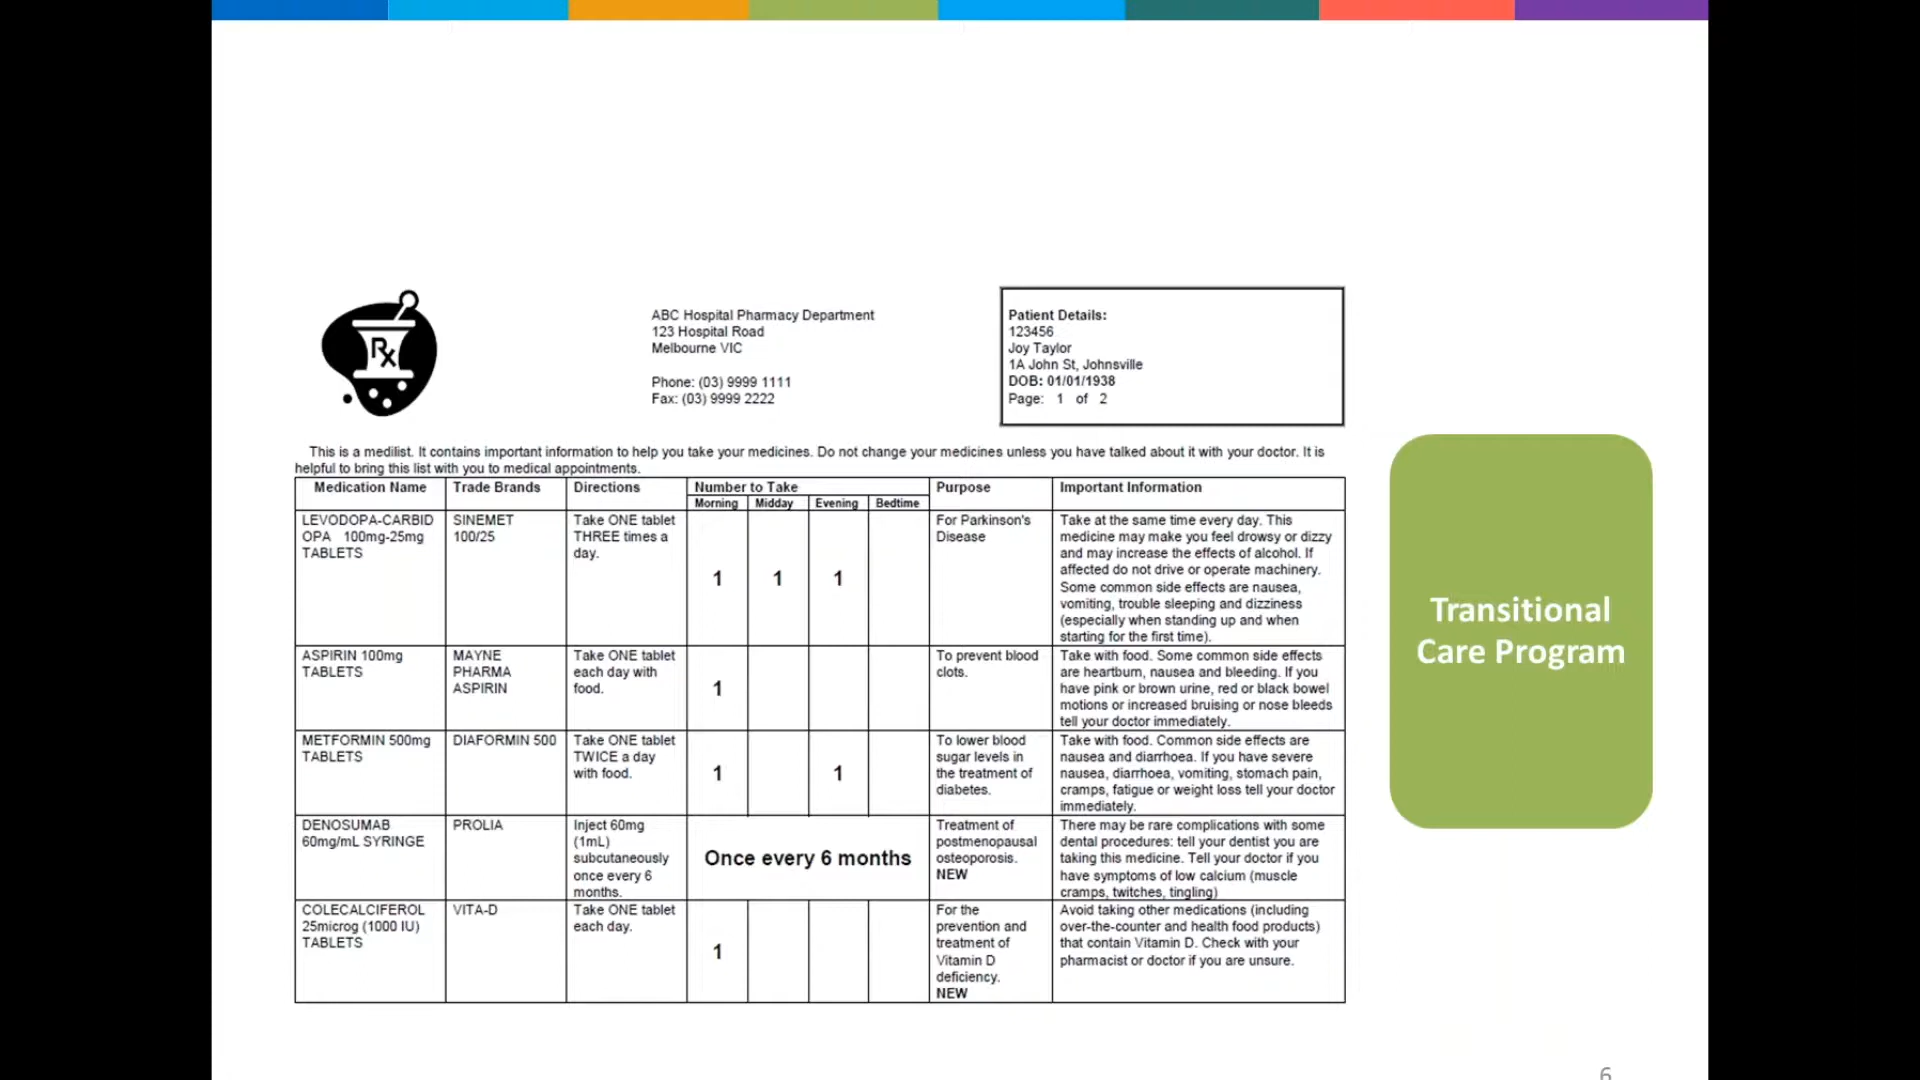 Rx
ABC Hospital Pharmacy Department
123 Hospital Road
Melbourne VIC
Phone: (03) 9999 1111
Fax: (03) 9999 2222
Patient Details:
123456
Joy Taylor
1A John St, Johnsville
DOB: 01/01/1938
Page: 1 of 2
This is a medilist. It contains important information to help you take your medicines. Do not change your medicines unless you have talked about it with your doctor. It is
helpful to bring this list with you to medical appointments.
Medication Name
Trade Brands
Directions
Number to Take
Morning
Midday
Evening
Bedtime
Purpose
Important Information
LEVODOPA-CARBID
OPA 100mg-25mg
TABLETS
SINEMET
100/25
Take ONE tablet
THREE times a
day.
1
1
1
For Parkinson's
Disease
Take at the same time every day. This
medicine may make you feel drowsy or dizzy
and may increase the effects of alcohol. If
affected do not drive or operate machinery.
Some common side effects are nausea,
vomiting, trouble sleeping and dizziness
(especially when standing up and when
starting for the first time).
ASPIRIN 100mg
TABLETS
MAYNE
PHARMA
ASPIRIN
Take ONE tablet
each day with
food.
1
To prevent blood
clots.
Take with food. Some common side effects
are heartburn, nausea and bleeding. If you
have pink or brown urine, red or black bowel
motions or increased bruising or nose bleeds
tell your doctor immediately.
METFORMIN 500mg
TABLETS
DIAFORMIN 500
Take ONE tablet
TWICE a day
with food.
1
1
To lower blood
sugar levels in
the treatment of
diabetes.
Take with food. Common side effects are
nausea and diarrhoea. If you have severe
nausea, diarrhoea, vomiting, stomach pain,
cramps, fatigue or weight loss tell your doctor
immediately.
DENOSUMAB
60mg/mL SYRINGE
PROLIA
Inject 60mg
(1mL)
subcutaneously
once every 6
months.
Once every 6 months
Treatment of
postmenopausal
osteoporosis.
NEW
There may be rare complications with some
dental procedures: tell your dentist you are
taking this medicine. Tell your doctor if you
have symptoms of low calcium (muscle
cramps, twitches, tingling)
COLECALCIFEROL
25microg (1000 IU)
TABLETS
VITA-D
Take ONE tablet
each day.
1
For the
prevention and
treatment of
Vitamin D
deficiency.
NEW
Avoid taking other medications (including
over-the-counter and health food products)
that contain Vitamin D. Check with your
pharmacist or doctor if you are unsure.
Transitional
Care Program
6